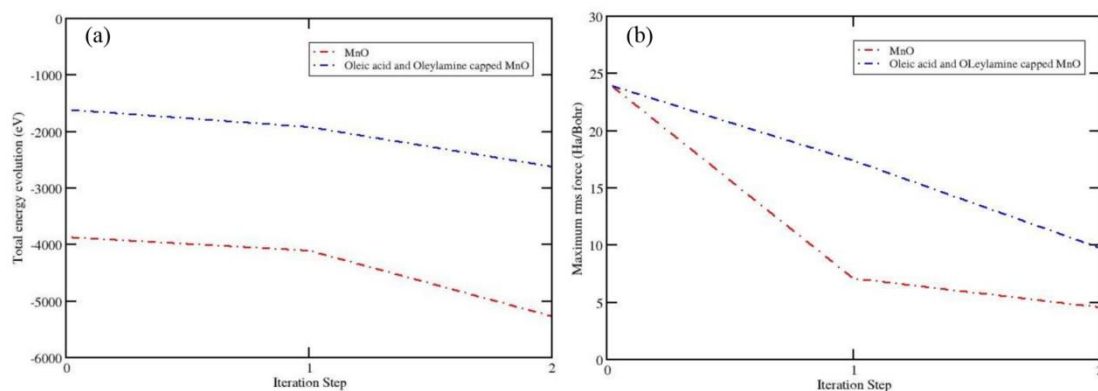 (a)
MnO
Oleic acid and Oleylamine capped MnO
0
-1000
-2000
-3000
-4000
-5000
-6000
Total energy evolution (eV)
0
1
2
Iteration Step
(b)
MnO
Oleic acid and OLeylamine capped MnO
30
25
20
15
10
5
0
Maximum rms force (Ha/Bohr)
0
1
2
Iteration Step